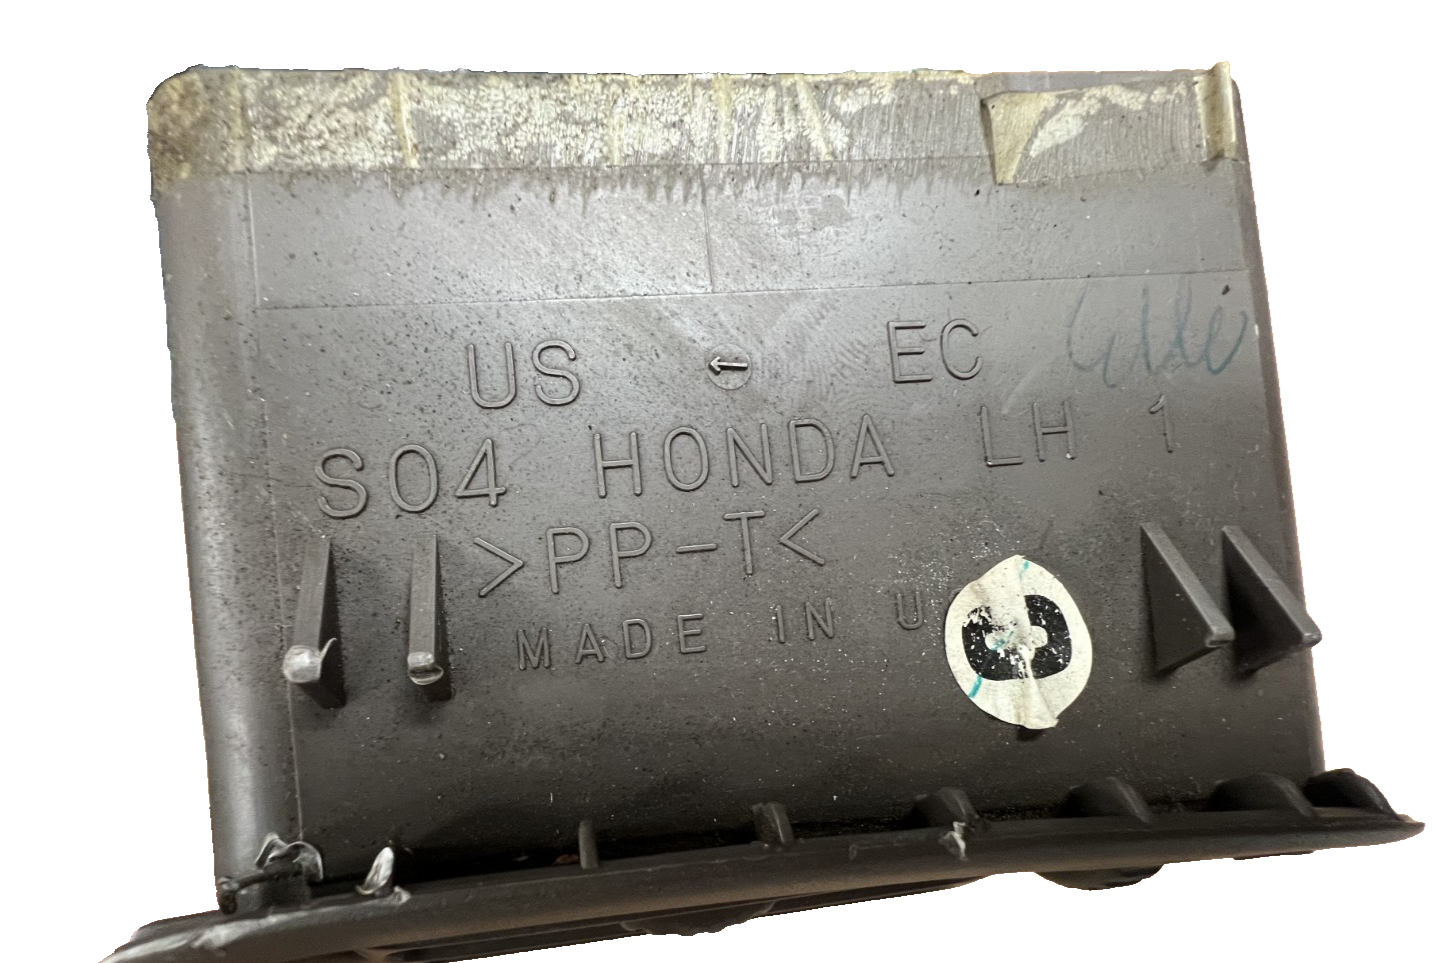 US ← EC
S04 HONDA LH 1
>PP-T<
MADE IN U